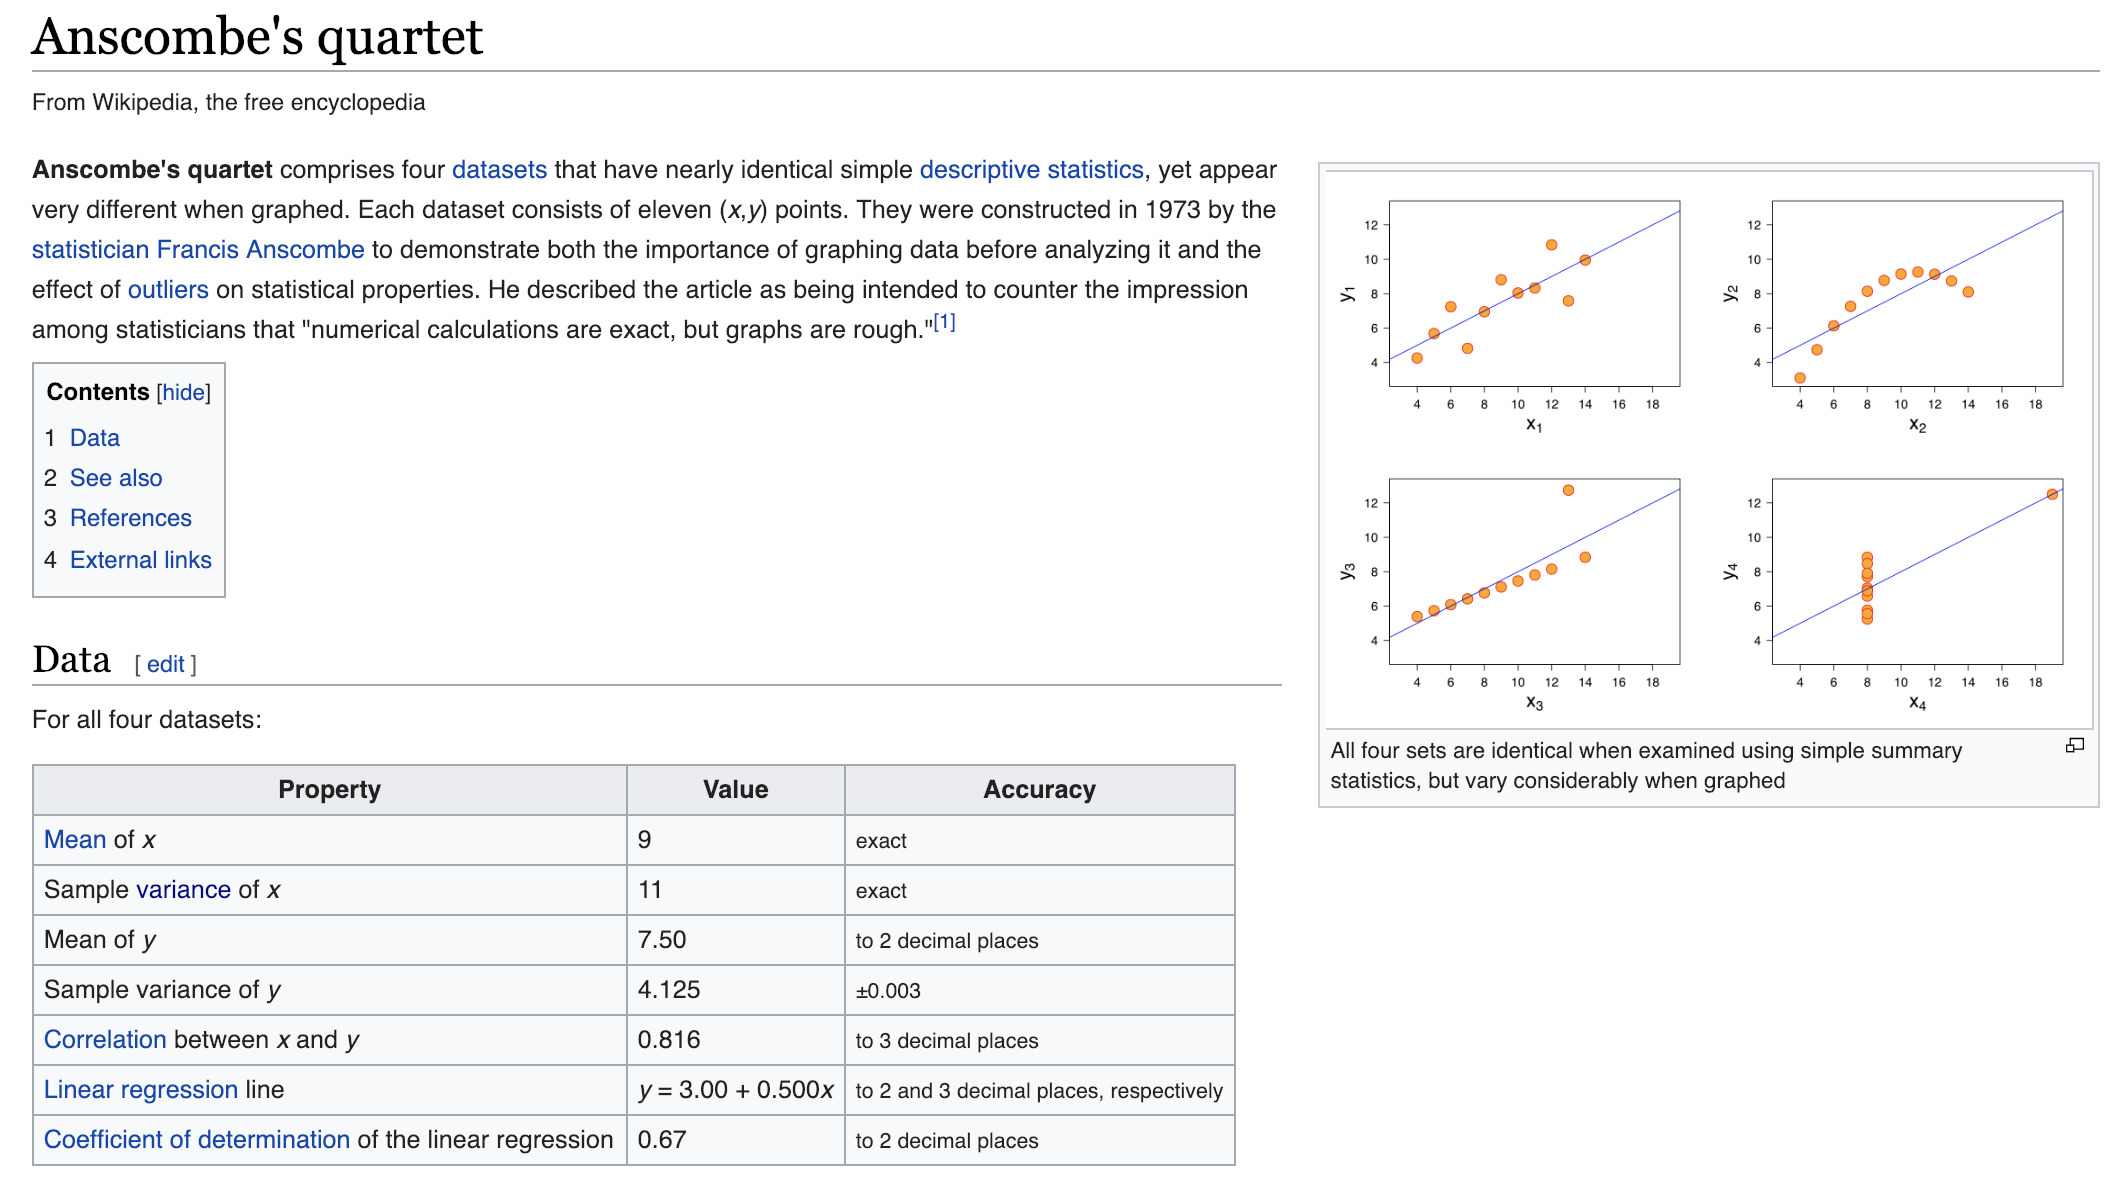 Anscombe's quartet
From Wikipedia, the free encyclopedia
Anscombe's quartet comprises four datasets that have nearly identical simple descriptive statistics, yet appear
very different when graphed. Each dataset consists of eleven (x,y) points. They were constructed in 1973 by the
statistician Francis Anscombe to demonstrate both the importance of graphing data before analyzing it and the
effect of outliers on statistical properties. He described the article as being intended to counter the impression
among statisticians that "numerical calculations are exact, but graphs are rough."[1]
Contents [hide]
1 Data
2 See also
3 References
4 External links
Data [ edit ]
For all four datasets:
Property Value Accuracy
Mean of x 9 exact
Sample variance of x 11 exact
Mean of y 7.50 to 2 decimal places
Sample variance of y 4.125 ±0.003
Correlation between x and y 0.816 to 3 decimal places
Linear regression line y = 3.00 + 0.500x to 2 and 3 decimal places, respectively
Coefficient of determination of the linear regression 0.67 to 2 decimal places
12
10
8
6
4
y1
4 6 8 10 12 14 16 18
x1
12
10
8
6
4
y2
4 6 8 10 12 14 16 18
x2
12
10
8
6
4
y3
4 6 8 10 12 14 16 18
x3
12
10
8
6
4
y4
4 6 8 10 12 14 16 18
x4
All four sets are identical when examined using simple summary
statistics, but vary considerably when graphed